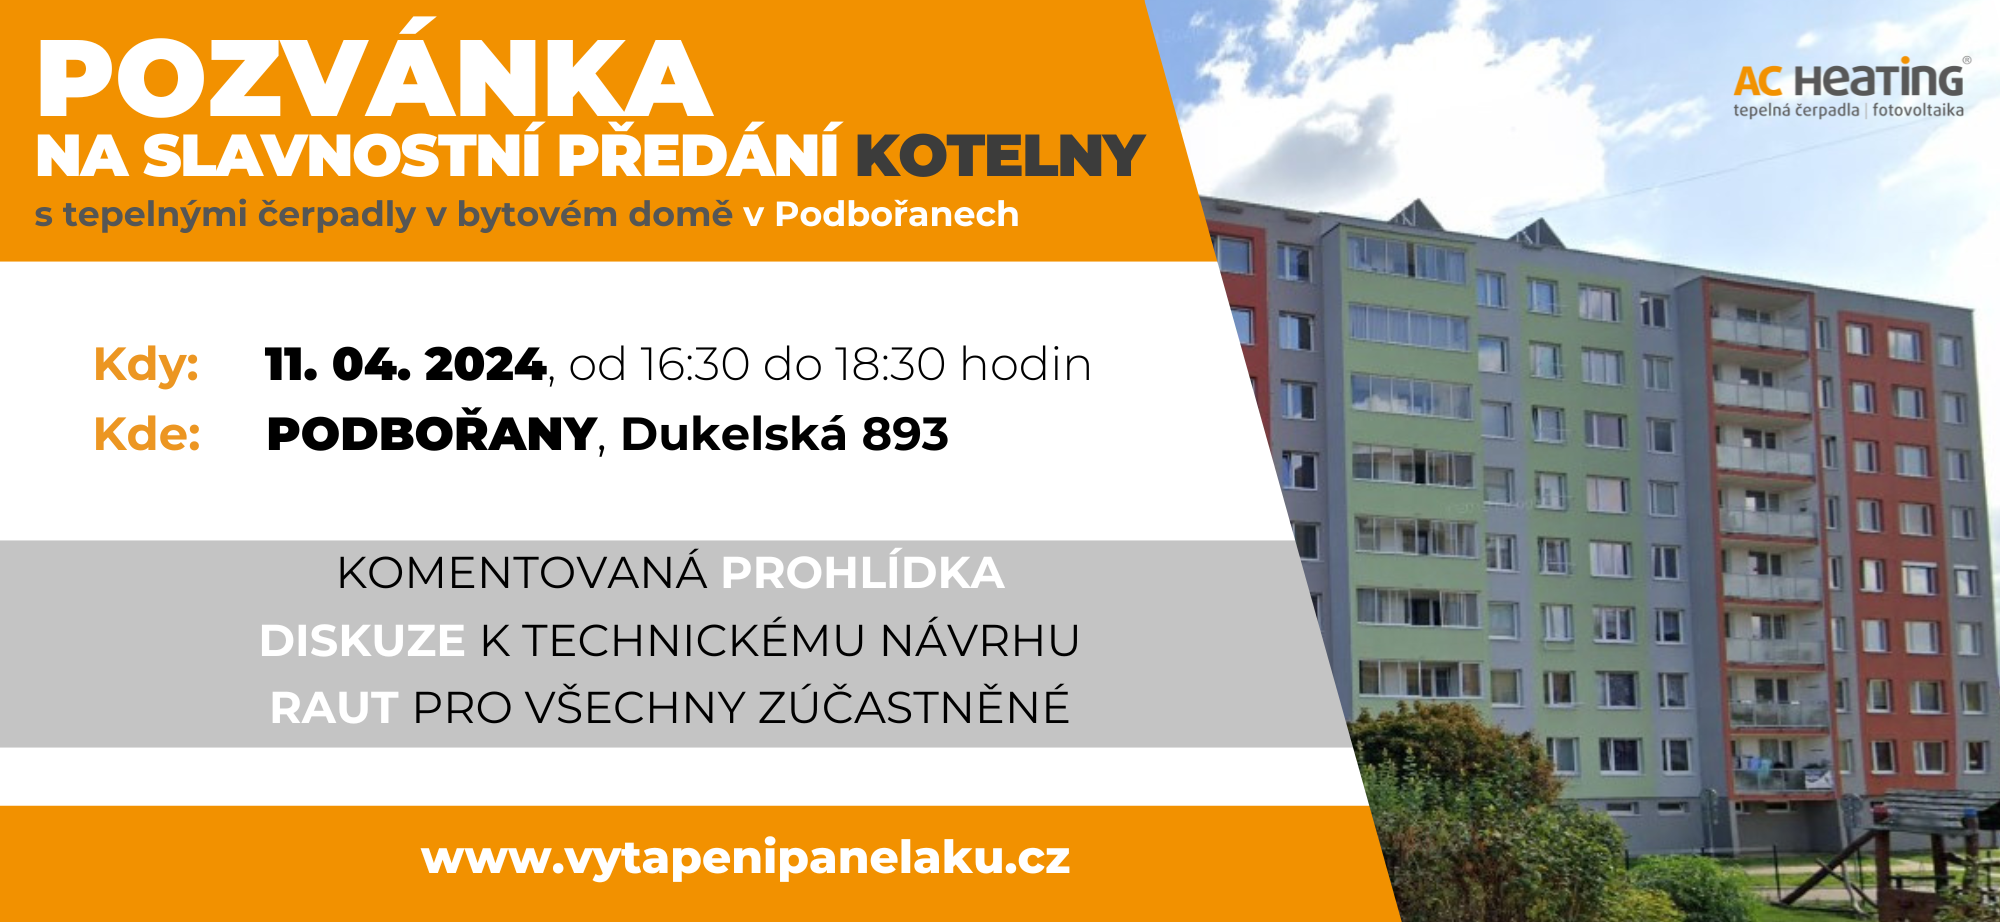 POZVÁNKA
NA SLAVNOSTNÍ PŘEDÁNÍ KOTELNY
s tepelnými čerpadly v bytovém domě v Podbořanech
AC Heating®
tepelná čerpadla | fotovoltaika
Kdy: 11. 04. 2024, od 16:30 do 18:30 hodin
Kde: PODBOŘANY, Dukelská 893
KOMENTOVANÁ PROHLÍDKA
DISKUZE K TECHNICKÉMU NÁVRHU
RAUT PRO VŠECHNY ZÚČASTNĚNÉ
www.vytapenipanelaku.cz